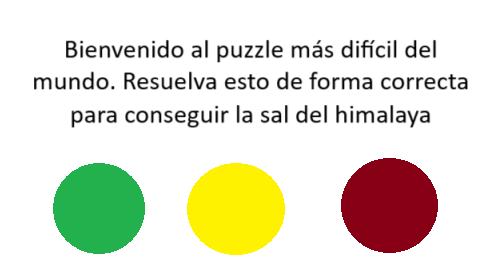 Bienvenido al puzzle más difícil del
mundo. Resuelva esto de forma correcta
para conseguir la sal del himalaya